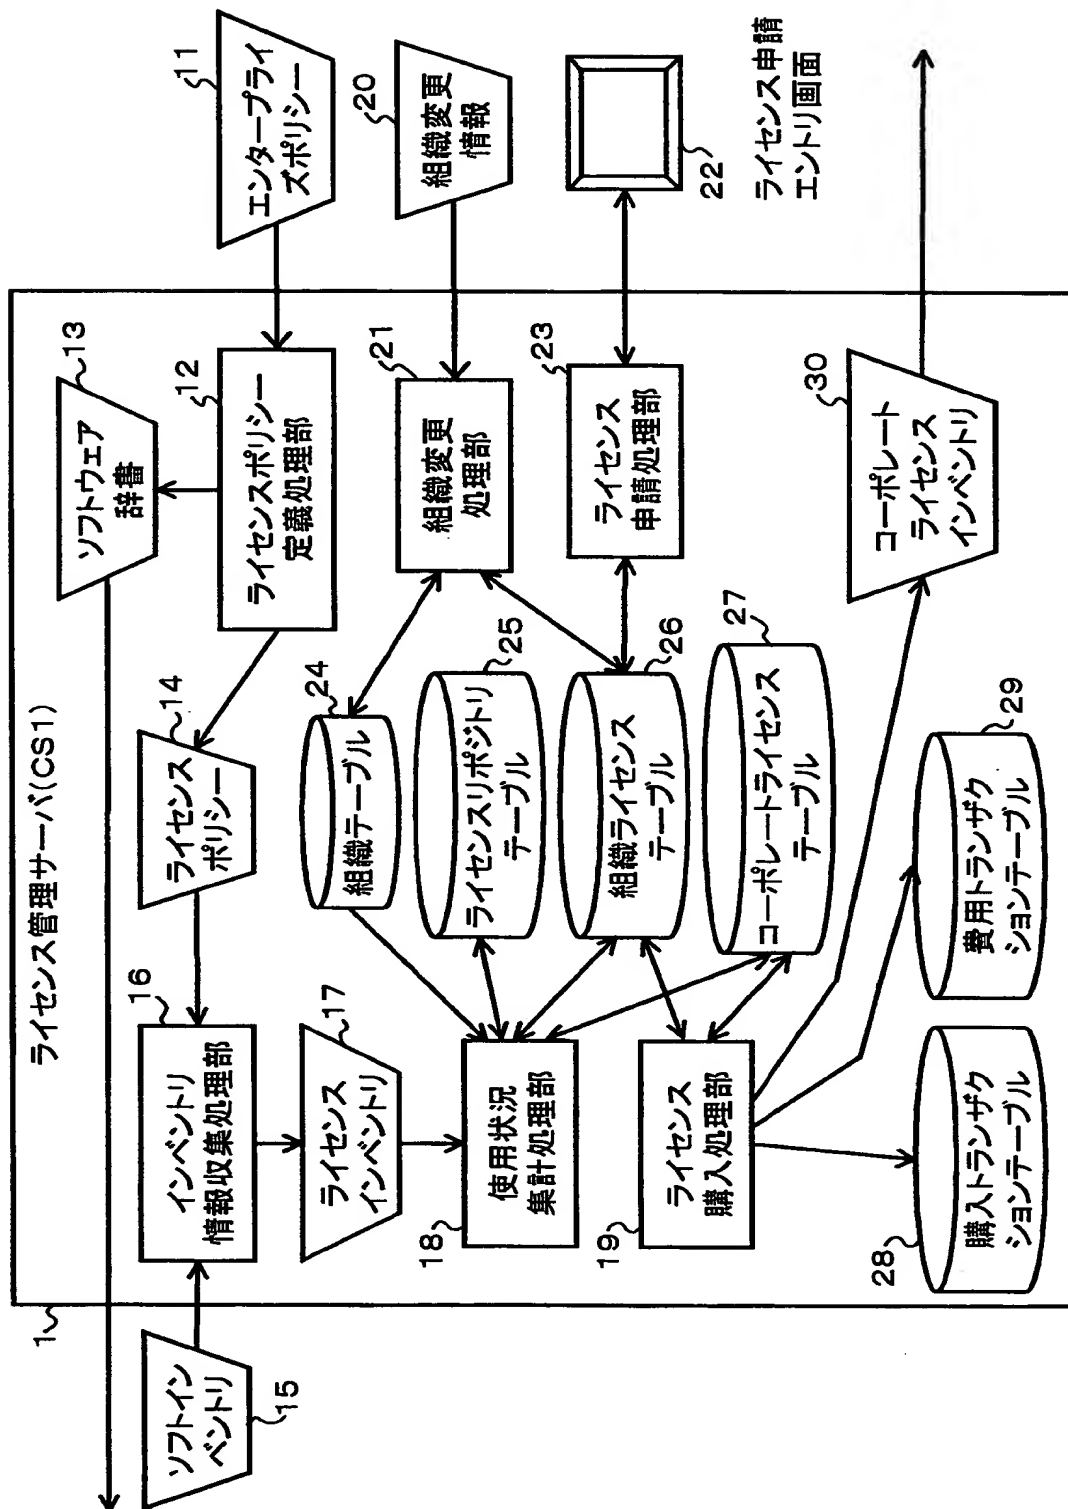 ライセンス管理サーバ(CS1)
1
ソフトイン
ベントリ
15
インベントリ
情報収集処理部
16
ライセンス
ポリシー
14
ソフトウェア
辞書
13
ライセンスポリシー
定義処理部
12
エンタープライ
ズポリシー
11
ライセンス
インベントリ
17
使用状況
集計処理部
18
組織テーブル
24
ライセンスリポジトリ
テーブル
25
組織変更
処理部
21
組織変更
情報
20
ライセンス
購入処理部
19
組織ライセンス
テーブル
26
コーポレートライセンス
テーブル
27
ライセンス
申請処理部
23
22
ライセンス申請
エントリ画面
購入トランザク
ションテーブル
28
費用トランザク
ションテーブル
29
コーポレート
ライセンス
インベントリ
30